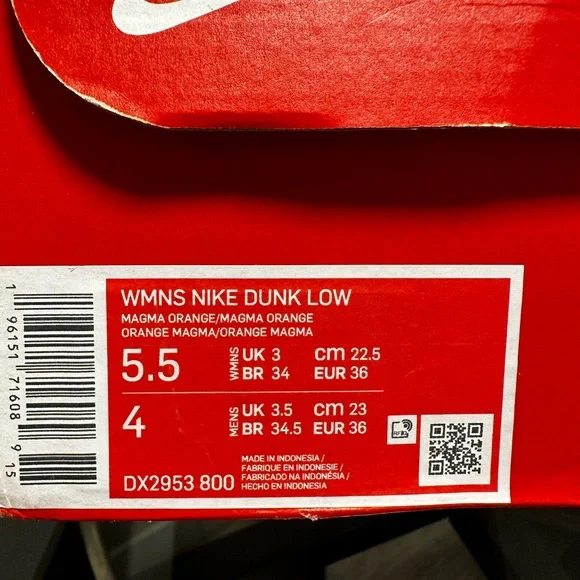 WMNS NIKE DUNK LOW
MAGMA ORANGE/MAGMA ORANGE
ORANGE MAGMA/ORANGE MAGMA
5.5 WMNS UK 3 cm 22.5
BR 34 EUR 36
4 MENS UK 3.5 cm 23
BR 34.5 EUR 36
RFID
DX2953 800
MADE IN INDONESIA/
FABRIQUE EN INDONESIE/
FABRICADO NA INDONÉSIA/
HECHO EN INDONESIA
1 96151 71608 9 15